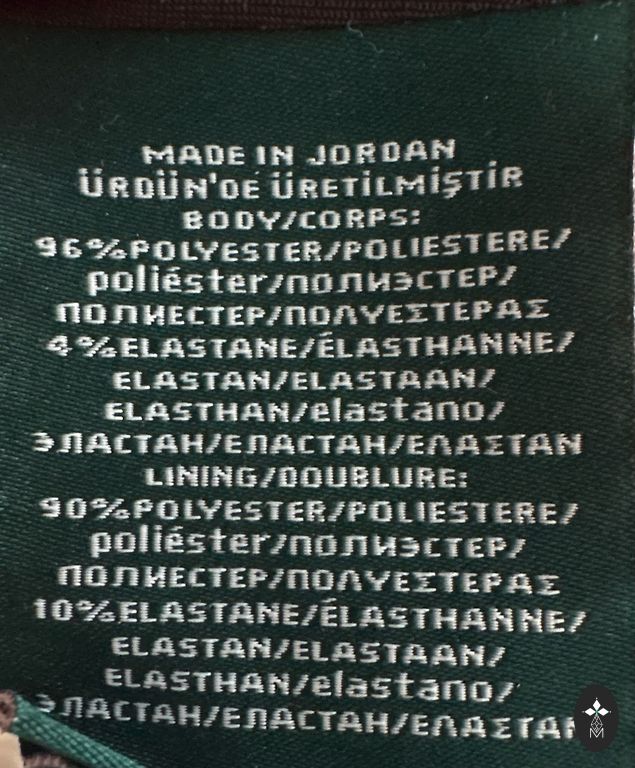 MADE IN JORDAN
ÜRDÜN'DE ÜRETİLMİŞTİR
BODY/CORPS:
96%POLYESTER/POLIESTERE/
poliéster/ПОЛИЭСТЕР/
ПОЛИЕСТЕР/ΠΟΛΥΕΣΤΕΡΑΣ
4%ELASTANE/ÉLASTHANNE/
ELASTAN/ELASTAAN/
ELASTHAN/elastano/
ЭЛАСТАН/ЕЛАСТАН/ΕΛΑΣΤΑΝ
LINING/DOUBLURE:
90%POLYESTER/POLIESTERE/
poliéster/ПОЛИЭСТЕР/
ПОЛИЕСТЕР/ΠΟΛΥΕΣΤΕΡΑΣ
10%ELASTANE/ÉLASTHANNE/
ELASTAN/ELASTAAN/
ELASTHAN/elastano/
ЭЛАСТАН/ЕЛАСТАН/ΕΛΑΣΤΑΝ
M